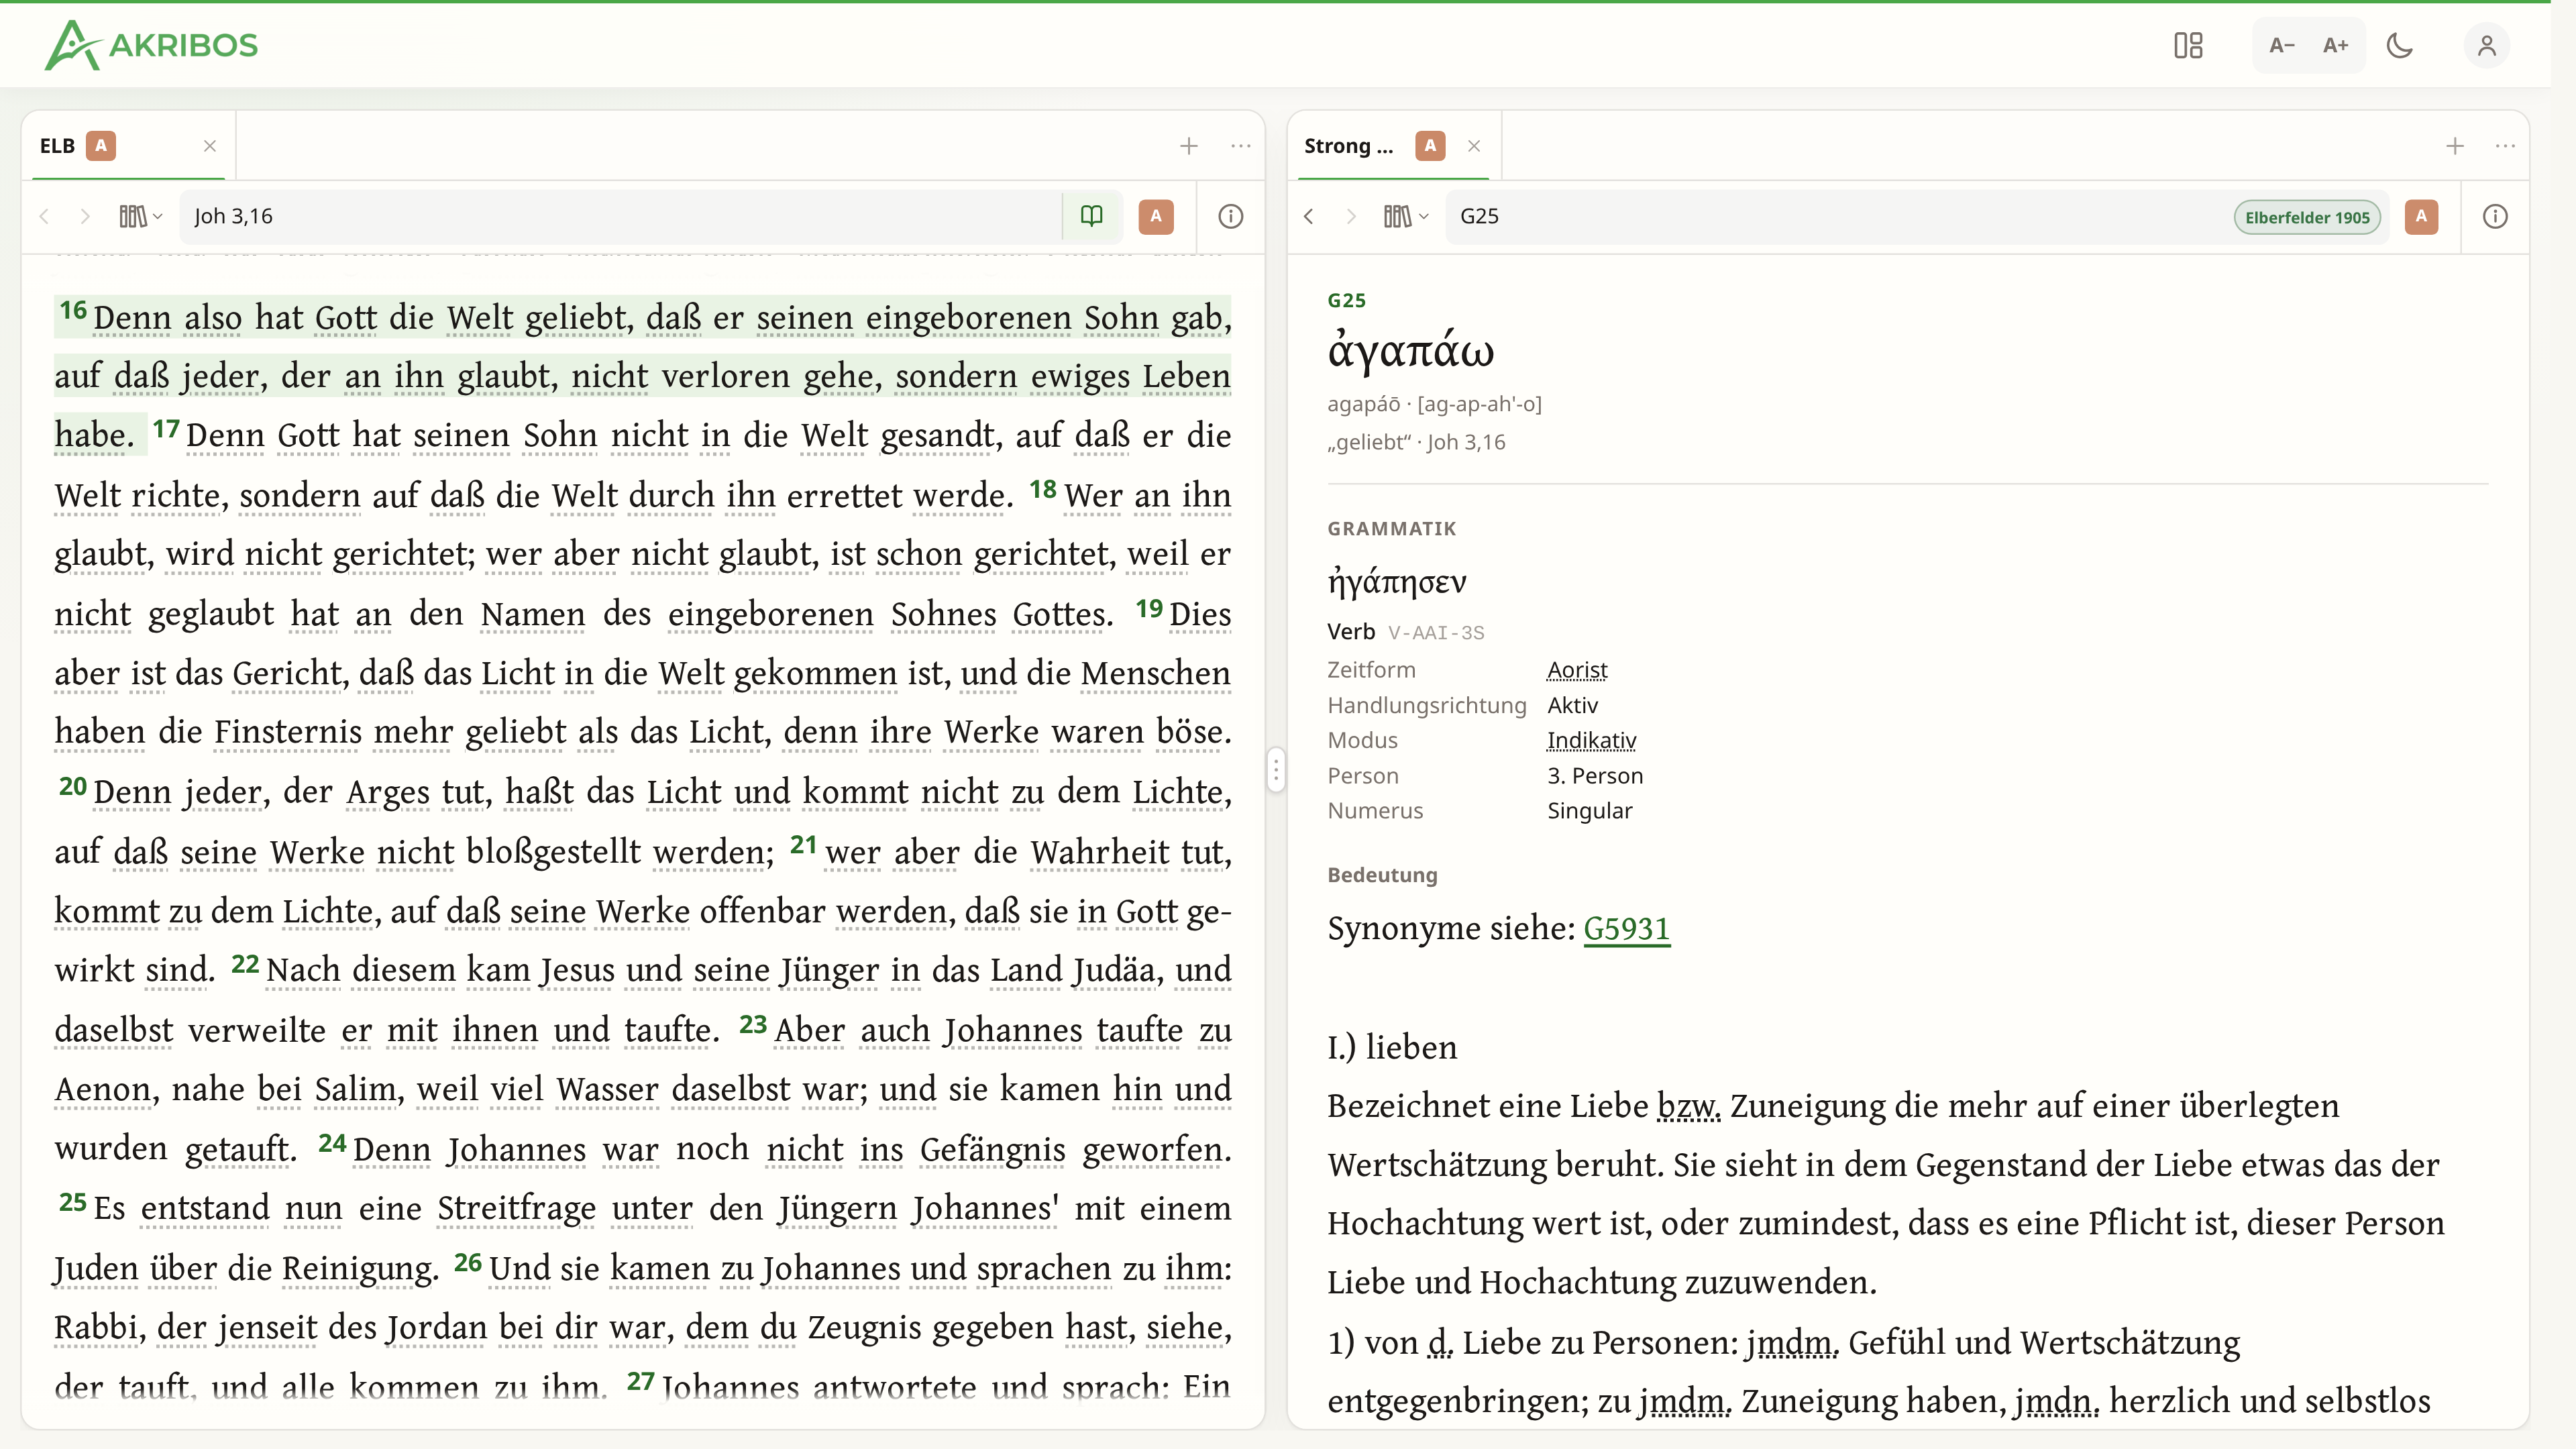 AKRIBOS
A− A+
ELB A
Joh 3,16 A
16 Denn also hat Gott die Welt geliebt, daß er seinen eingeborenen Sohn gab,
auf daß jeder, der an ihn glaubt, nicht verloren gehe, sondern ewiges Leben
habe. 17 Denn Gott hat seinen Sohn nicht in die Welt gesandt, auf daß er die
Welt richte, sondern auf daß die Welt durch ihn errettet werde. 18 Wer an ihn
glaubt, wird nicht gerichtet; wer aber nicht glaubt, ist schon gerichtet, weil er
nicht geglaubt hat an den Namen des eingeborenen Sohnes Gottes. 19 Dies
aber ist das Gericht, daß das Licht in die Welt gekommen ist, und die Menschen
haben die Finsternis mehr geliebt als das Licht, denn ihre Werke waren böse.
20 Denn jeder, der Arges tut, haßt das Licht und kommt nicht zu dem Lichte,
auf daß seine Werke nicht bloßgestellt werden; 21 wer aber die Wahrheit tut,
kommt zu dem Lichte, auf daß seine Werke offenbar werden, daß sie in Gott ge-
wirkt sind. 22 Nach diesem kam Jesus und seine Jünger in das Land Judäa, und
daselbst verweilte er mit ihnen und taufte. 23 Aber auch Johannes taufte zu
Aenon, nahe bei Salim, weil viel Wasser daselbst war; und sie kamen hin und
wurden getauft. 24 Denn Johannes war noch nicht ins Gefängnis geworfen.
25 Es entstand nun eine Streitfrage unter den Jüngern Johannes' mit einem
Juden über die Reinigung. 26 Und sie kamen zu Johannes und sprachen zu ihm:
Rabbi, der jenseit des Jordan bei dir war, dem du Zeugnis gegeben hast, siehe,
der tauft, und alle kommen zu ihm. 27 Johannes antwortete und sprach: Ein
Strong ... A
G25 Elberfelder 1905 A
G25
ἀγαπάω
agapáō · [ag-ap-ah'-o]
„geliebt“ · Joh 3,16
GRAMMATIK
ἠγάπησεν
Verb V-AAI-3S
Zeitform Aorist
Handlungsrichtung Aktiv
Modus Indikativ
Person 3. Person
Numerus Singular
Bedeutung
Synonyme siehe: G5931
I.) lieben
Bezeichnet eine Liebe bzw. Zuneigung die mehr auf einer überlegten
Wertschätzung beruht. Sie sieht in dem Gegenstand der Liebe etwas das der
Hochachtung wert ist, oder zumindest, dass es eine Pflicht ist, dieser Person
Liebe und Hochachtung zuzuwenden.
1) von d. Liebe zu Personen: jmdm. Gefühl und Wertschätzung
entgegenbringen; zu jmdm. Zuneigung haben, jmdn. herzlich und selbstlos